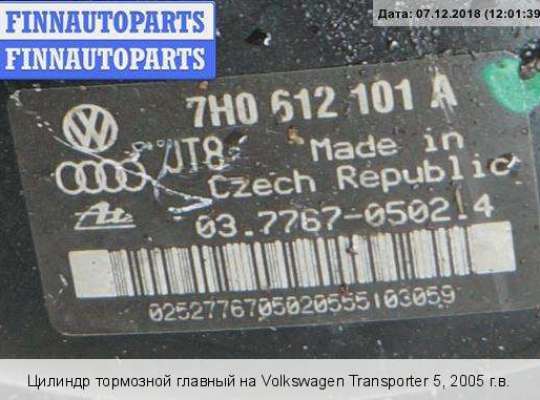 FINNAUTOPARTS
FINNAUTOPARTS
Дата: 07.12.2018 (12:01:39
7H0 612 101 A
JT8
Made in
Czech Republic
Ate
03.7767-0502.4
Цилиндр тормозной главный на Volkswagen Transporter 5, 2005 г.в.